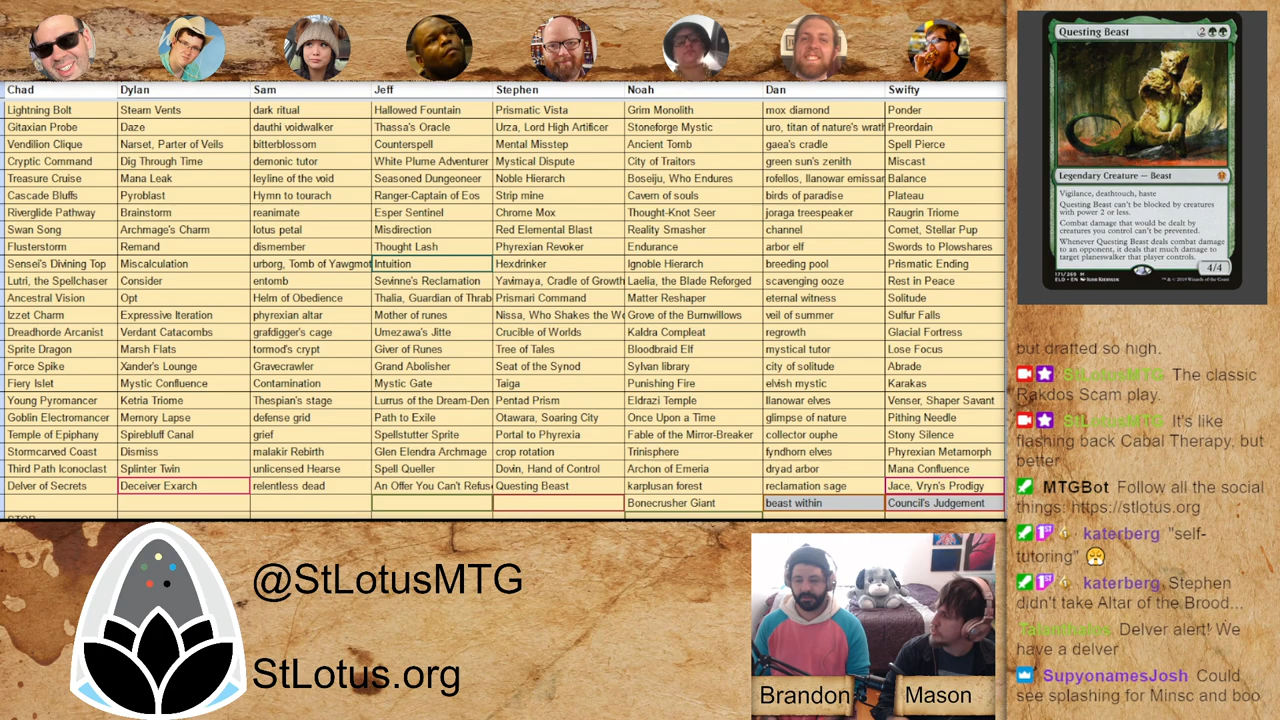 Chad Dylan Sam Jeff Stephen Noah Dan Swifty
Lightning Bolt Steam Vents dark ritual Hallowed Fountain Prismatic Vista Grim Monolith mox diamond Ponder
Gitaxian Probe Daze dauthi voidwalker Thassa's Oracle Urza, Lord High Artificer Stoneforge Mystic uro, titan of nature's wrath Preordain
Vendilion Clique Narset, Parter of Veils bitterblossom Counterspell Mental Misstep Ancient Tomb gaea's cradle Spell Pierce
Cryptic Command Dig Through Time demonic tutor White Plume Adventurer Mystical Dispute City of Traitors green sun's zenith Miscast
Treasure Cruise Mana Leak leyline of the void Seasoned Dungeoneer Noble Hierarch Boseiju, Who Endures rofellos, llanowar emissar Balance
Cascade Bluffs Pyroblast Hymn to tourach Ranger-Captain of Eos Strip mine Cavern of souls birds of paradise Plateau
Riverglide Pathway Brainstorm reanimate Esper Sentinel Chrome Mox Thought-Knot Seer joraga treespeaker Raugrin Triome
Swan Song Archmage's Charm lotus petal Misdirection Red Elemental Blast Reality Smasher channel Comet, Stellar Pup
Flusterstorm Remand dismember Thought Lash Phyrexian Revoker Endurance arbor elf Swords to Plowshares
Sensei's Divining Top Miscalculation urborg, Tomb of Yawgmot Intuition Hexdrinker Ignoble Hierarch breeding pool Prismatic Ending
Lutri, the Spellchaser Consider entomb Sevinne's Reclamation Yavimaya, Cradle of Growth Laelia, the Blade Reforged scavenging ooze Rest in Peace
Ancestral Vision Opt Helm of Obedience Thalia, Guardian of Thrab Prismari Command Matter Reshaper eternal witness Solitude
Izzet Charm Expressive Iteration phyrexian altar Mother of runes Nissa, Who Shakes the Wo Grove of the Burnwillows veil of summer Sulfur Falls
Dreadhorde Arcanist Verdant Catacombs grafdigger's cage Umezawa's Jitte Crucible of Worlds Kaldra Compleat regrowth Glacial Fortress
Sprite Dragon Marsh Flats tormod's crypt Giver of Runes Tree of Tales Bloodbraid Elf mystical tutor Lose Focus
Force Spike Xander's Lounge Gravecrawler Grand Abolisher Seat of the Synod Sylvan library city of solitude Abrade
Fiery Islet Mystic Confluence Contamination Mystic Gate Taiga Punishing Fire elvish mystic Karakas
Young Pyromancer Ketria Triome Thespian's stage Lurrus of the Dream-Den Pentad Prism Eldrazi Temple llanowar elves Venser, Shaper Savant
Goblin Electromancer Memory Lapse defense grid Path to Exile Otawara, Soaring City Once Upon a Time glimpse of nature Pithing Needle
Temple of Epiphany Spirebluff Canal grief Spellstutter Sprite Portal to Phyrexia Fable of the Mirror-Breaker collector ouphe Stony Silence
Stormcarved Coast Dismiss malakir Rebirth Glen Elendra Archmage crop rotation Trinisphere fyndhorn elves Phyrexian Metamorph
Third Path Iconoclast Splinter Twin unlicensed Hearse Spell Queller Dovin, Hand of Control Archon of Emeria dryad arbor Mana Confluence
Delver of Secrets Deceiver Exarch relentless dead An Offer You Can't Refuse Questing Beast karplusan forest reclamation sage Jace, Vryn's Prodigy
Bonecrusher Giant beast within Council's Judgement
Questing Beast 2
Legendary Creature — Beast
Vigilance, deathtouch, haste
Questing Beast can't be blocked by creatures
with power 2 or less.
Combat damage that would be dealt by
creatures you control can't be prevented.
Whenever Questing Beast deals combat damage
to an opponent, it deals that much damage to
target planeswalker that player controls.
4/4
but drafted so high.
StLotusMTG The classic
Rakdos Scam play.
StLotusMTG It's like
flashing back Cabal Therapy, but
better
MTGBot Follow all the social
things: https://stlotus.org
katerberg "self-
tutoring"
katerberg Stephen
didn't take Altar of the Brood...
Delver alert! We
have a delver
SupyonamesJosh Could
see splashing for Minsc and boo
@StLotusMTG
StLotus.org
Brandon Mason